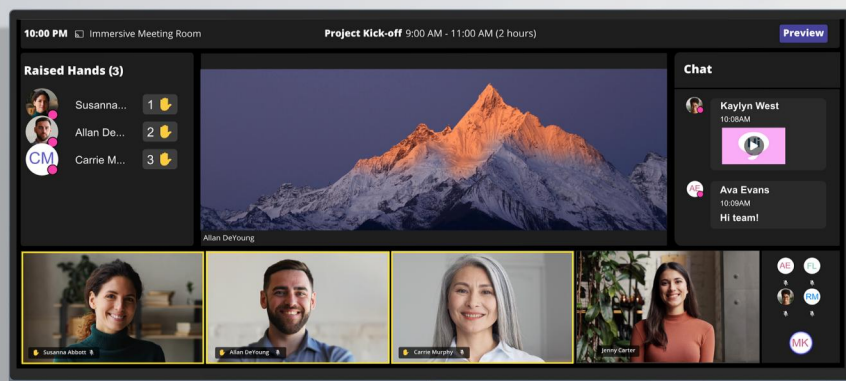 10:00 PM Immersive Meeting Room
Project Kick-off 9:00 AM - 11:00 AM (2 hours)
Preview
Raised Hands (3)
Susanna... 1
Allan De... 2
CM Carrie M... 3
Allan DeYoung
Chat
Kaylyn West
10:08AM
Hi
AE Ava Evans
10:09AM
Hi team!
Susanna Abbott
Allan DeYoung
Carrie Murphy
Jenny Carter
AE FL
RM
MK